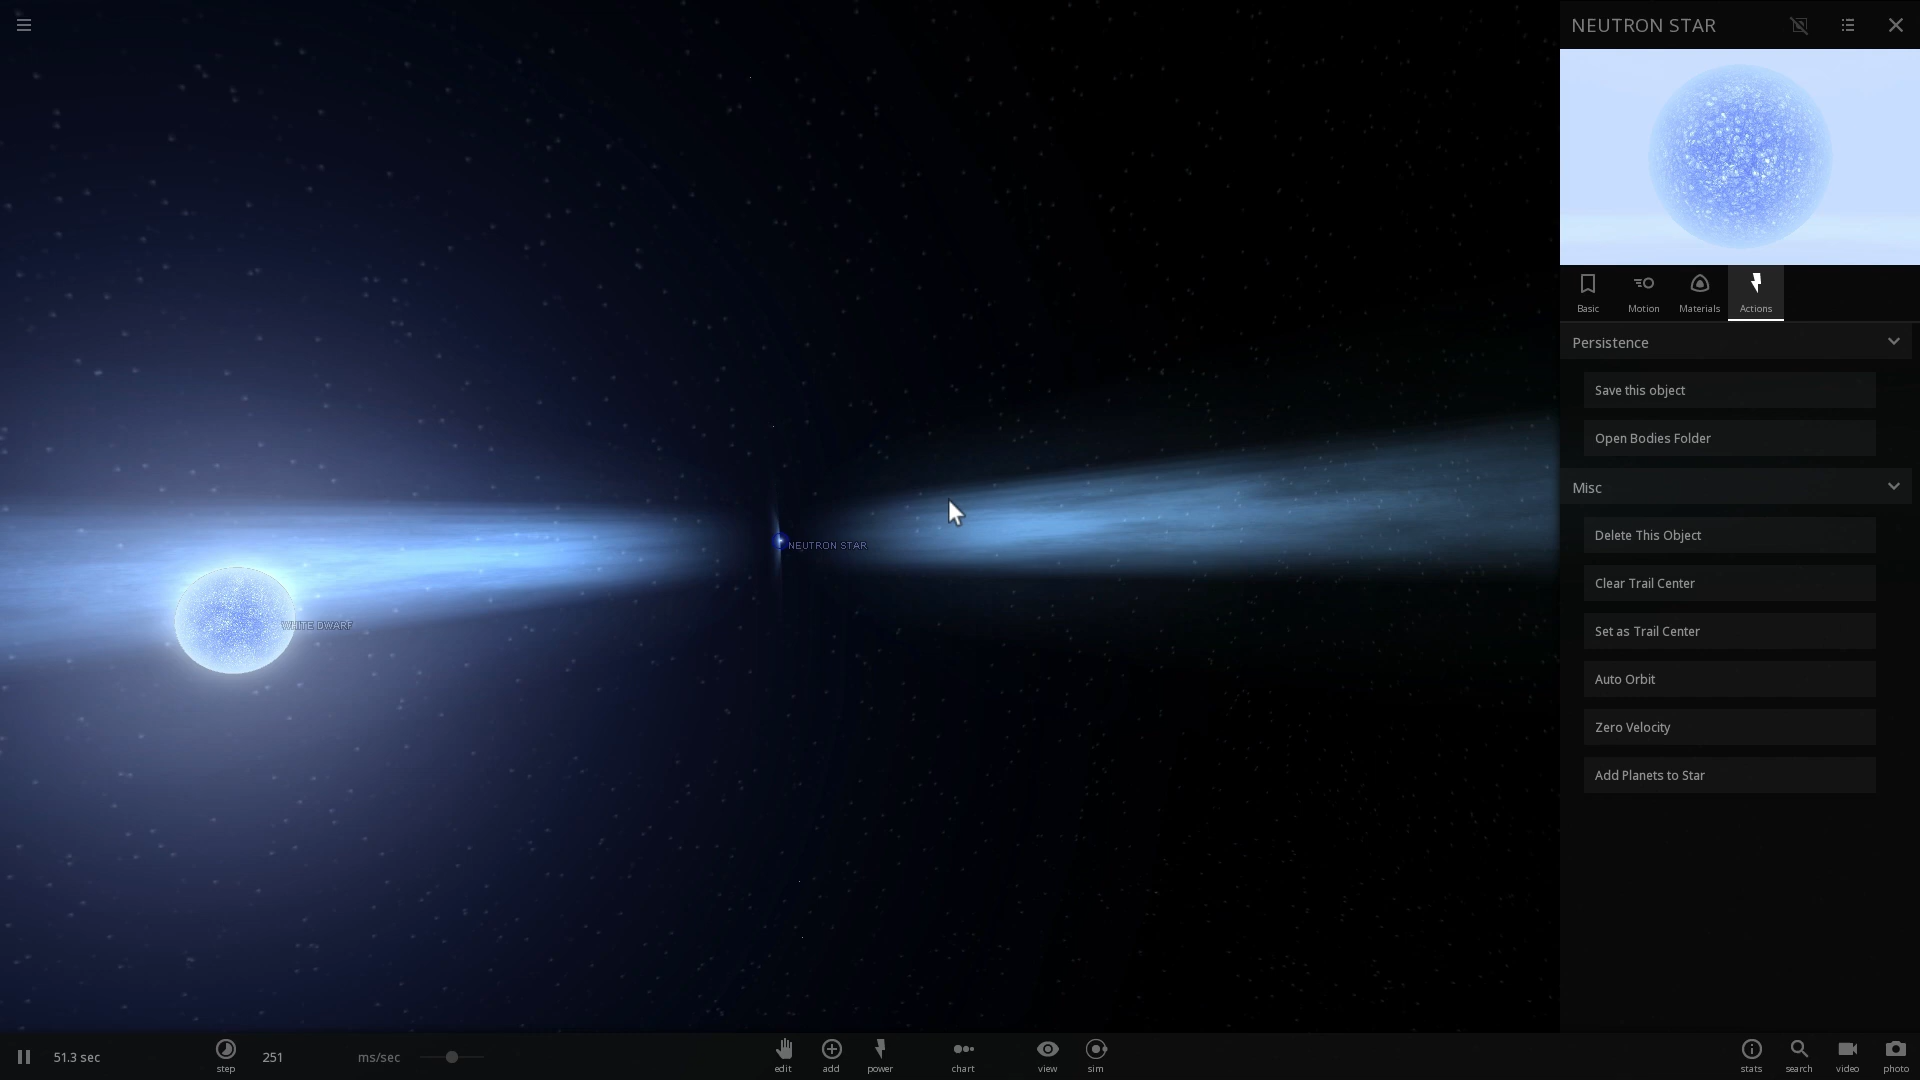 NEUTRON STAR
Basic
Motion
Materials
Actions
Persistence
Save this object
Open Bodies Folder
Misc
Delete This Object
Clear Trail Center
Set as Trail Center
Auto Orbit
Zero Velocity
Add Planets to Star
NEUTRON STAR
WHITE DWARF
51.3 sec
step
251
ms/sec
edit
add
power
chart
view
sim
stats
search
video
photo